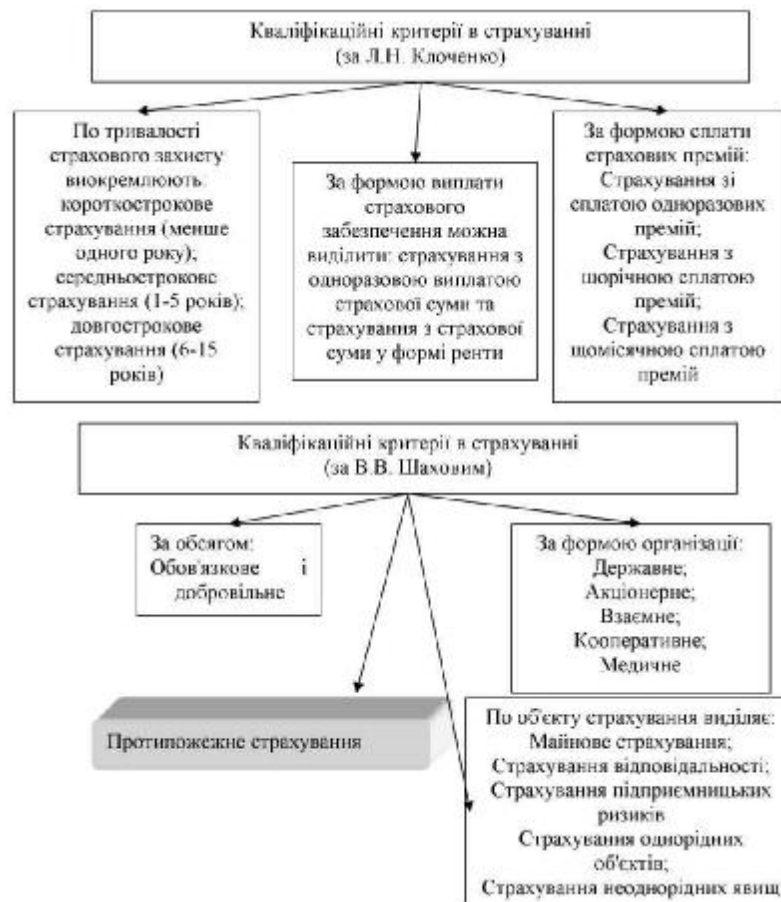 Кваліфікаційні критерії в страхуванні
(за Л.Н. Клоченко)
По тривалості
страхового захисту
виокремлюють
короткострокове
страхування (менше
одного року);
середньострокове
страхування (1-5 років);
довгострокове
страхування (6-15
років)
За формою виплати
страхового
забезпечення можна
виділити: страхування з
одноразовою виплатою
страхової суми та
страхування з страхової
суми у формі ренти
За формою сплати
страхових премій:
Страхування зі
сплатою одноразових
премій;
Страхування з
щорічною сплатою
премій;
Страхування з
щомісячною сплатою
премій
Кваліфікаційні критерії в страхуванні
(за В.В. Шаховим)
За обсягом:
Обов'язкове і
добровільне
За формою організації:
Державне;
Акціонерне;
Взаємне;
Кооперативне;
Медичне
Протипожежне страхування
По об'єкту страхування виділяє:
Майнове страхування;
Страхування відповідальності;
Страхування підприємницьких
ризиків
Страхування однорідних
об'єктів;
Страхування неоднорідних явищ